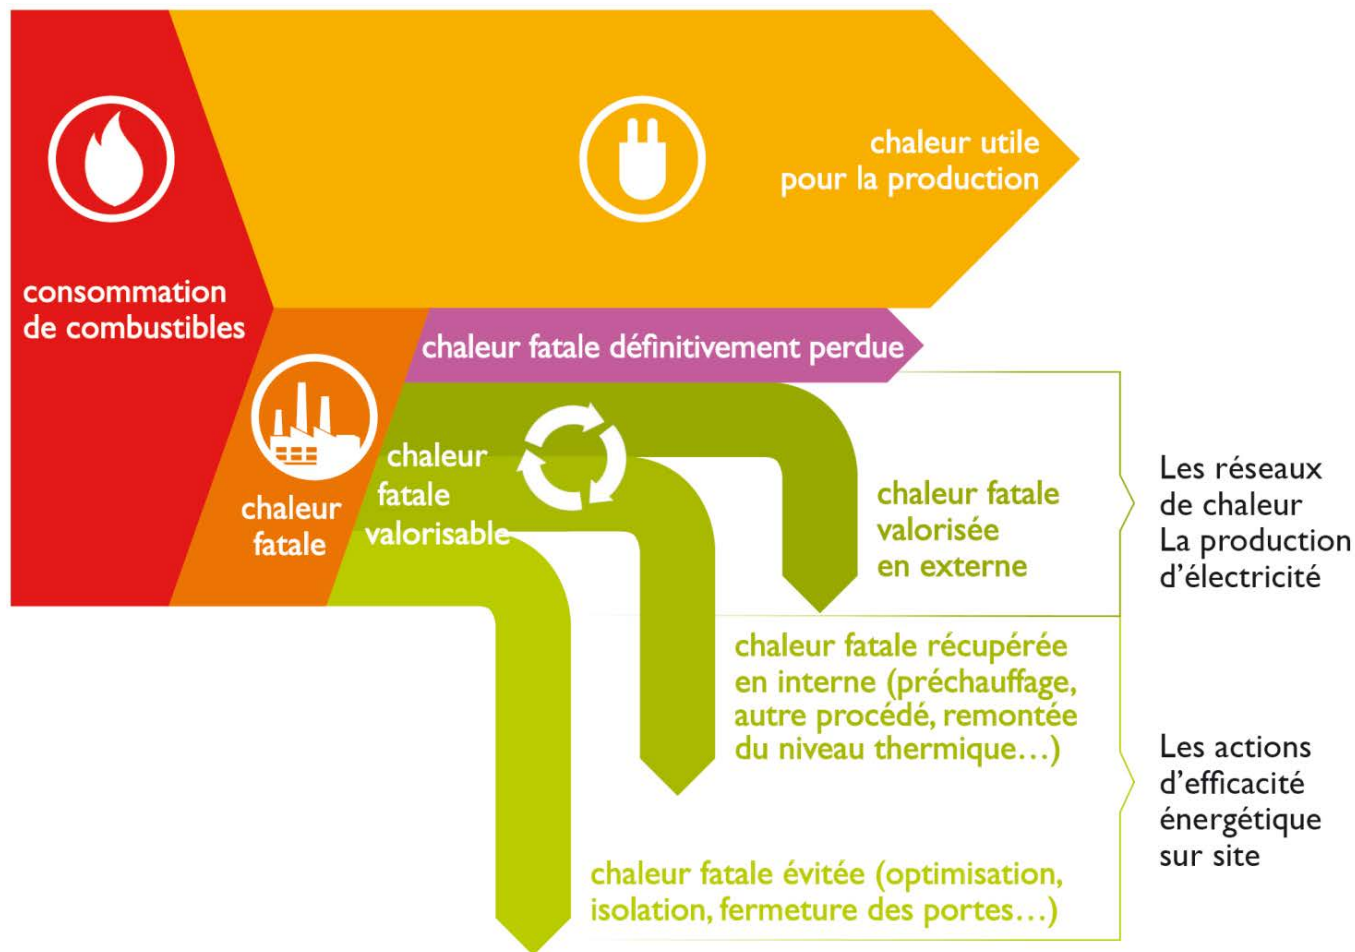 chaleur utile
pour la production
consommation
de combustibles
chaleur fatale définitivement perdue
chaleur
fatale
chaleur
fatale
valorisable
chaleur fatale
valorisée
en externe
Les réseaux
de chaleur
La production
d’électricité
chaleur fatale récupérée
en interne (préchauffage,
autre procédé, remontée
du niveau thermique…)
Les actions
d’efficacité
énergétique
sur site
chaleur fatale évitée (optimisation,
isolation, fermeture des portes…)